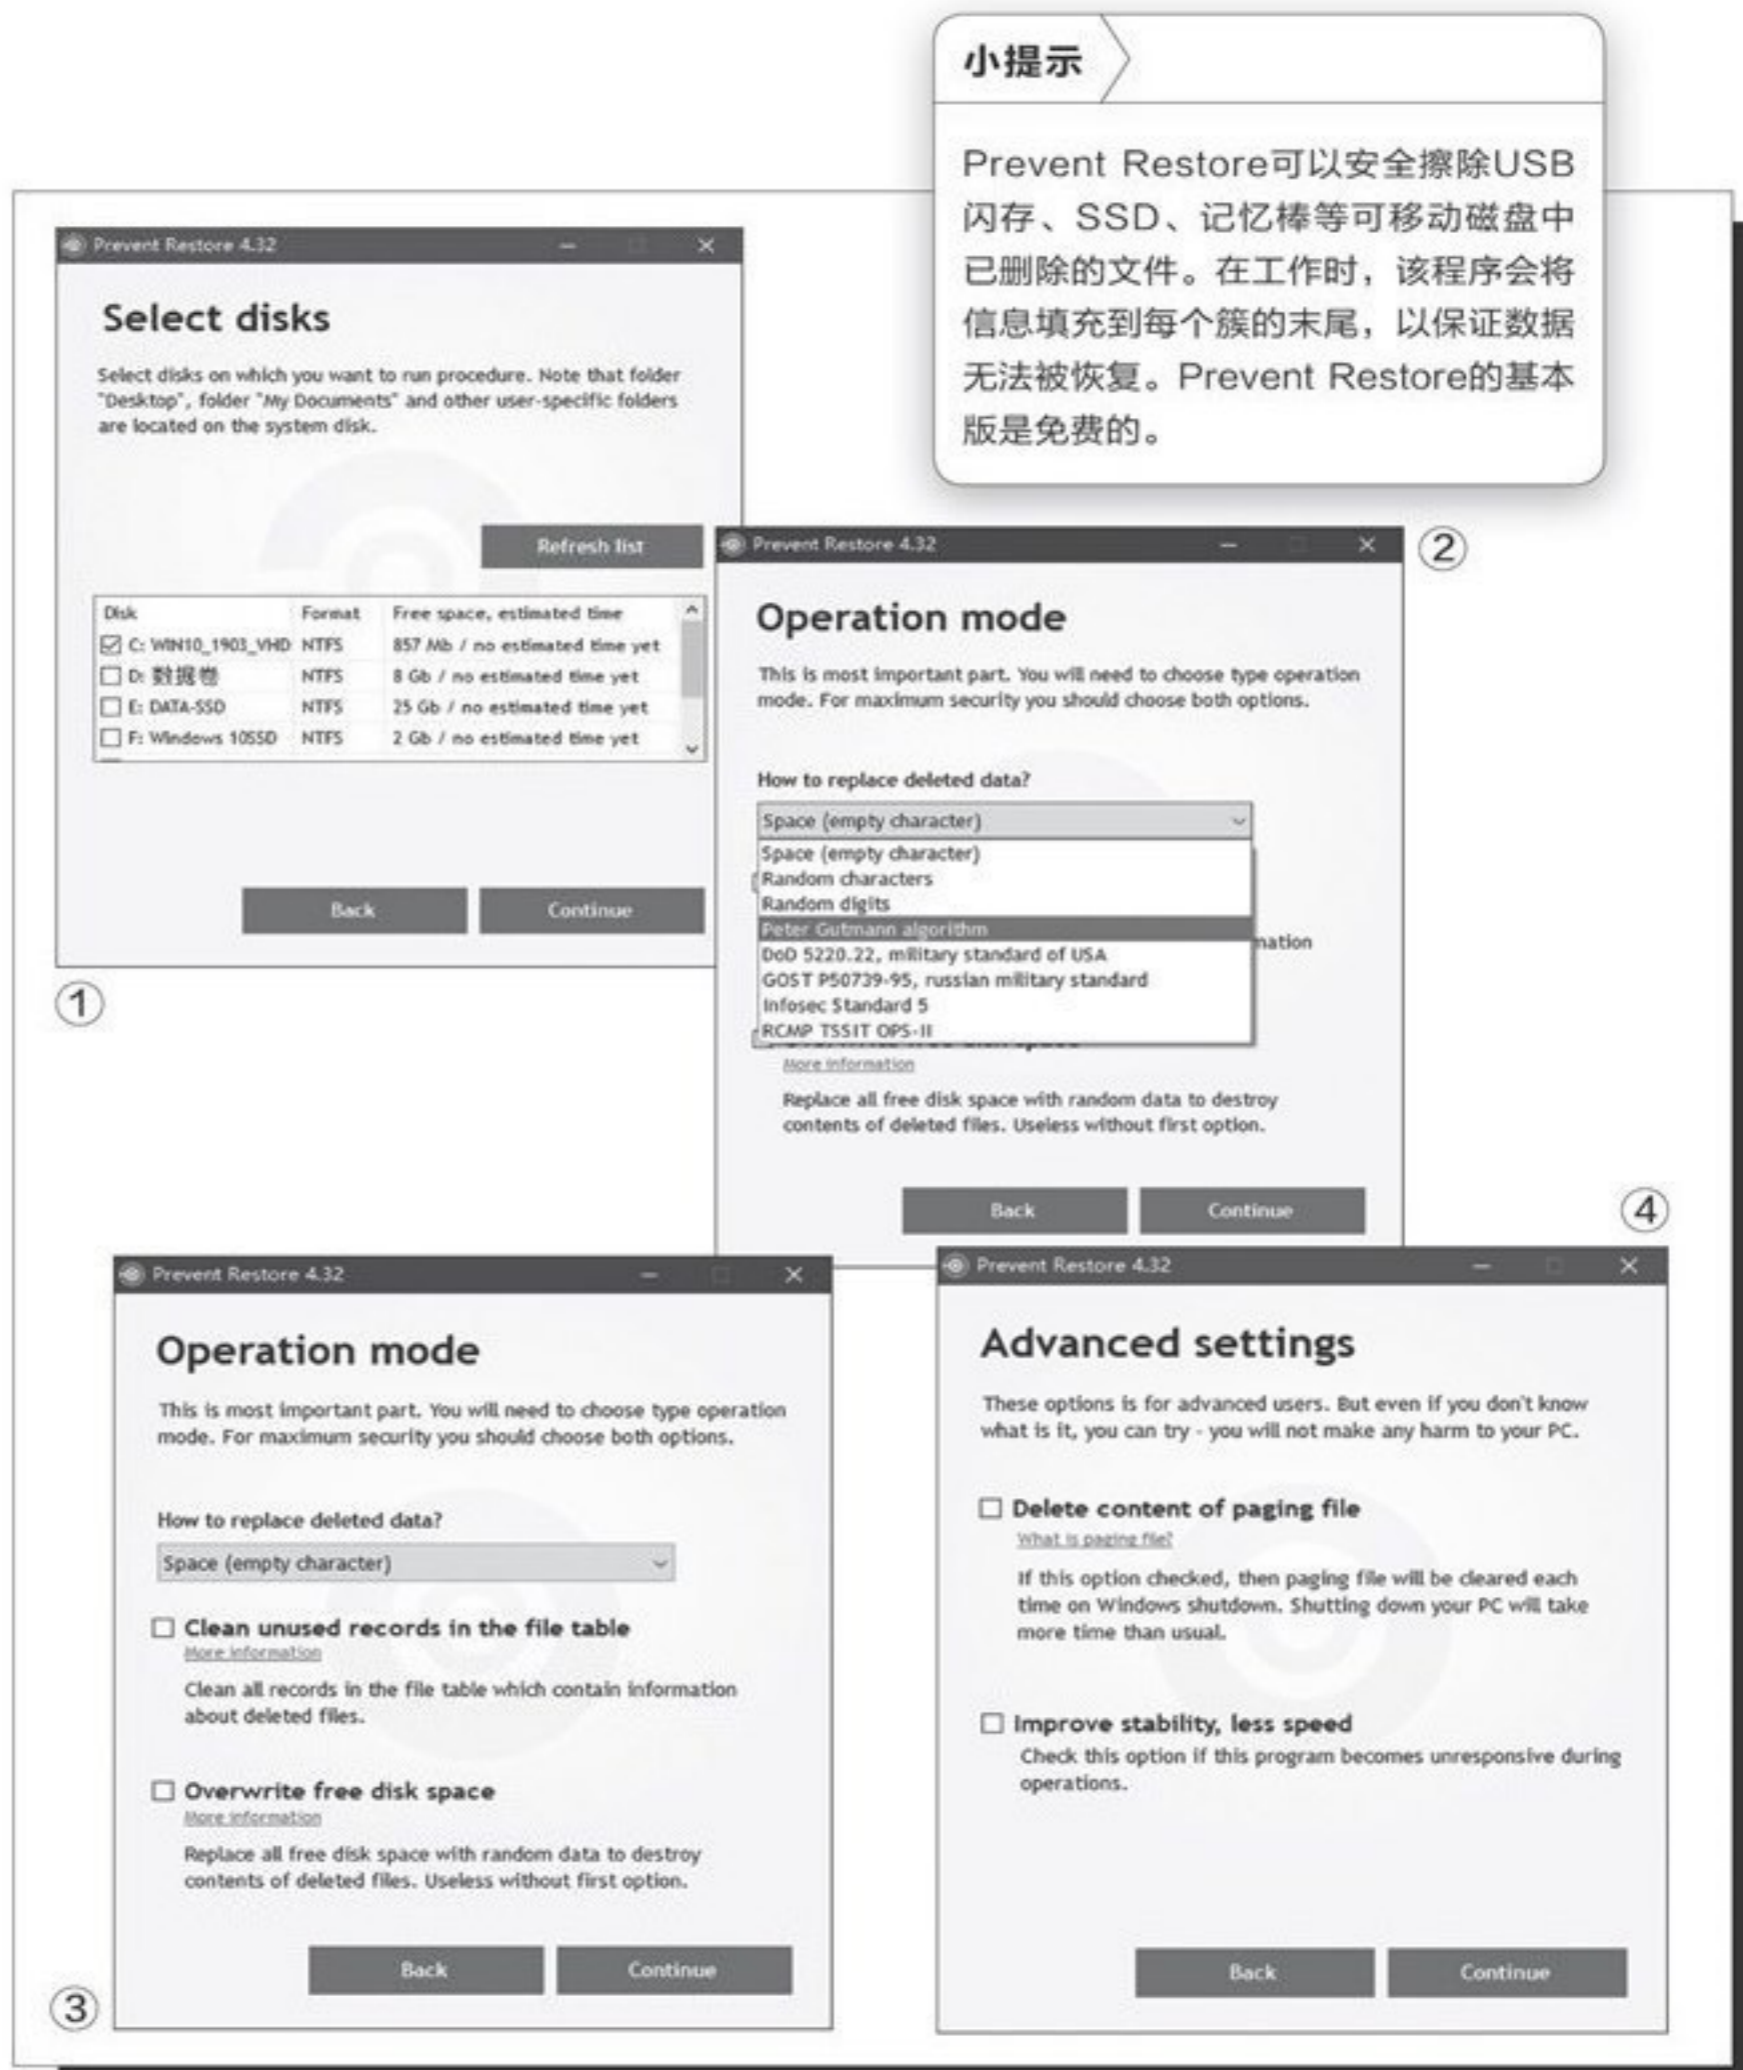 小提示
Prevent Restore可以安全擦除USB
闪存、SSD、记忆棒等可移动磁盘中
已删除的文件。在工作时，该程序会将
信息填充到每个簇的末尾，以保证数据
无法被恢复。Prevent Restore的基本
版是免费的。
Prevent Restore 4.32
Select disks
Select disks on which you want to run procedure. Note that folder
"Desktop", folder "My Documents" and other user-specific folders
are located on the system disk.
Refresh list
Disk Format Free space, estimated time
C: WIN10_1903_VHD NTFS 857 Mb / no estimated time yet
D: 数据卷 NTFS 8 Gb / no estimated time yet
E: DATA-SSD NTFS 25 Gb / no estimated time yet
F: Windows 10SSD NTFS 2 Gb / no estimated time yet
Back Continue
①
Prevent Restore 4.32
②
Operation mode
This is most important part. You will need to choose type operation
mode. For maximum security you should choose both options.
How to replace deleted data?
Space (empty character)
Space (empty character)
Random characters
Random digits
Peter Gutmann algorithm
mation
DoD 5220.22, military standard of USA
GOST P50739-95, russian military standard
Infosec Standard 5
RCMP TSSIT OPS-II
More information
Replace all free disk space with random data to destroy
contents of deleted files. Useless without first option.
Back Continue
Prevent Restore 4.32
Operation mode
This is most important part. You will need to choose type operation
mode. For maximum security you should choose both options.
How to replace deleted data?
Space (empty character)
Clean unused records in the file table
More information
Clean all records in the file table which contain information
about deleted files.
Overwrite free disk space
More information
Replace all free disk space with random data to destroy
contents of deleted files. Useless without first option.
Back Continue
③
④
Prevent Restore 4.32
Advanced settings
These options is for advanced users. But even if you don't know
what is it, you can try - you will not make any harm to your PC.
Delete content of paging file
What is paging file?
If this option checked, then paging file will be cleared each
time on Windows shutdown. Shutting down your PC will take
more time than usual.
Improve stability, less speed
Check this option if this program becomes unresponsive during
operations.
Back Continue